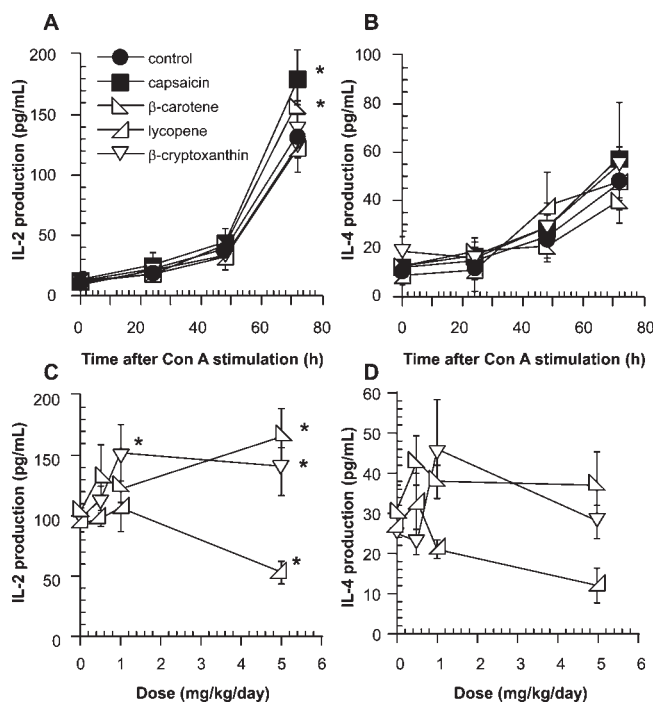 A
IL-2 production (pg/mL)
200
150
100
50
0
control
capsaicin
β-carotene
lycopene
β-cryptoxanthin
*
*
0 20 40 60 80
Time after Con A stimulation (h)
B
IL-4 production (pg/mL)
100
80
60
40
20
0
0 20 40 60 80
Time after Con A stimulation (h)
C
IL-2 production (pg/mL)
200
150
100
50
0
*
*
*
*
0 1 2 3 4 5 6
Dose (mg/kg/day)
D
IL-4 production (pg/mL)
60
50
40
30
20
10
0
0 2 4 6
Dose (mg/kg/day)